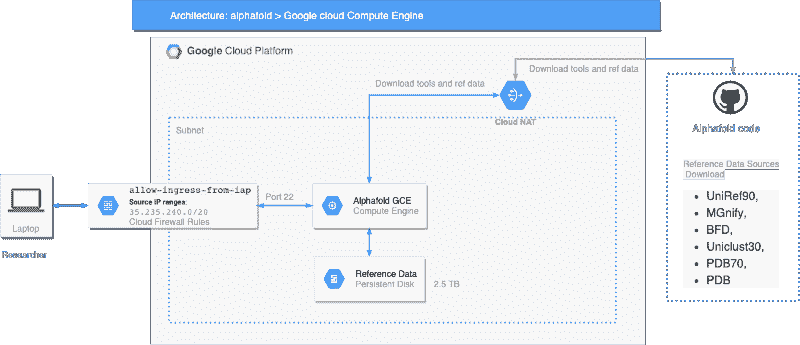 Architecture: alphafold > Google cloud Compute Engine
Google Cloud Platform
Download tools and ref data
Download tools and ref data
Cloud NAT
Alphafold code
Subnet
Reference Data Sources
Download
UniRef90,
MGnify,
BFD,
Uniclust30,
PDB70,
PDB
Laptop
Researcher
allow-ingress-from-iap
Source IP ranges:
35.235.240.0/20
Cloud Firewall Rules
Port 22
Alphafold GCE
Compute Engine
Reference Data
Persistent Disk
2.5 TB